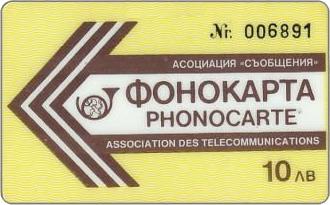 № 006891
АСОЦИАЦИЯ "СЪОБЩЕНИЯ"
ФОНОКАРТА
PHONOCARTE
ASSOCIATION DES TELECOMMUNICATIONS
10 ЛВ